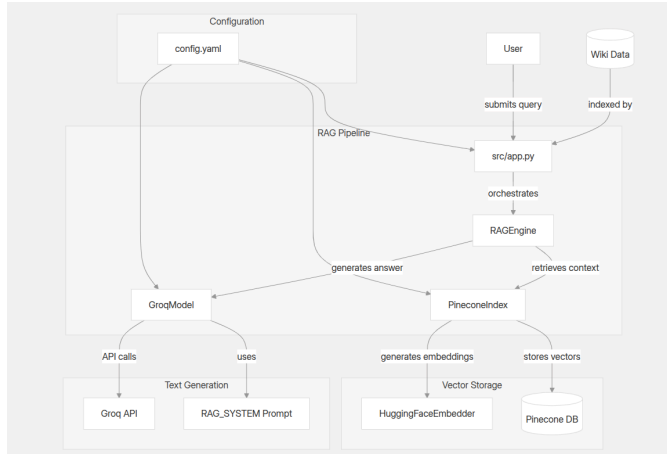 Configuration
config.yaml
User
Wiki Data
submits query
indexed by
RAG Pipeline
src/app.py
orchestrates
RAGEngine
generates answer
retrieves context
GroqModel
PineconeIndex
API calls
uses
generates embeddings
stores vectors
Text Generation
Vector Storage
Groq API
RAG_SYSTEM Prompt
HuggingFaceEmbedder
Pinecone DB